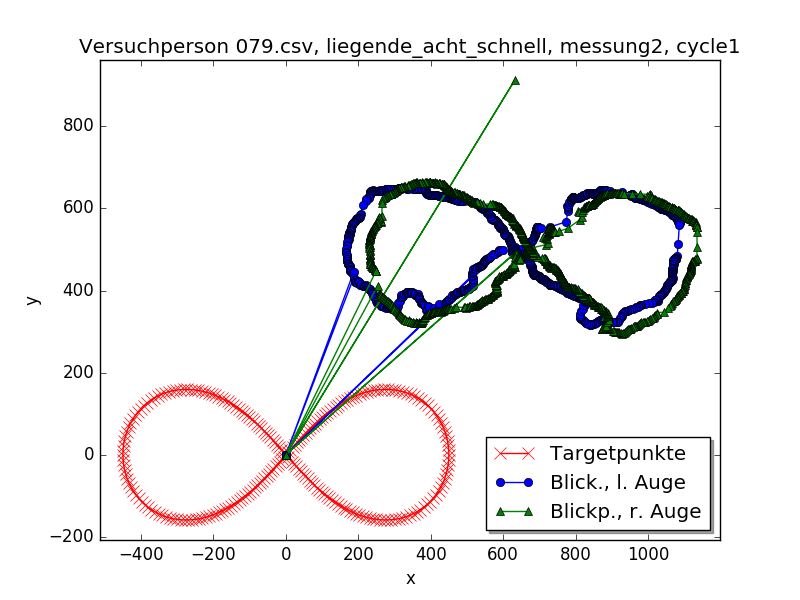 Versuchperson 079.csv, liegende_acht_schnell, messung2, cycle1
y
800
600
400
200
0
−200
−400
−200
0
200
400
600
800
1000
x
Targetpunkte
Blick., l. Auge
Blickp., r. Auge